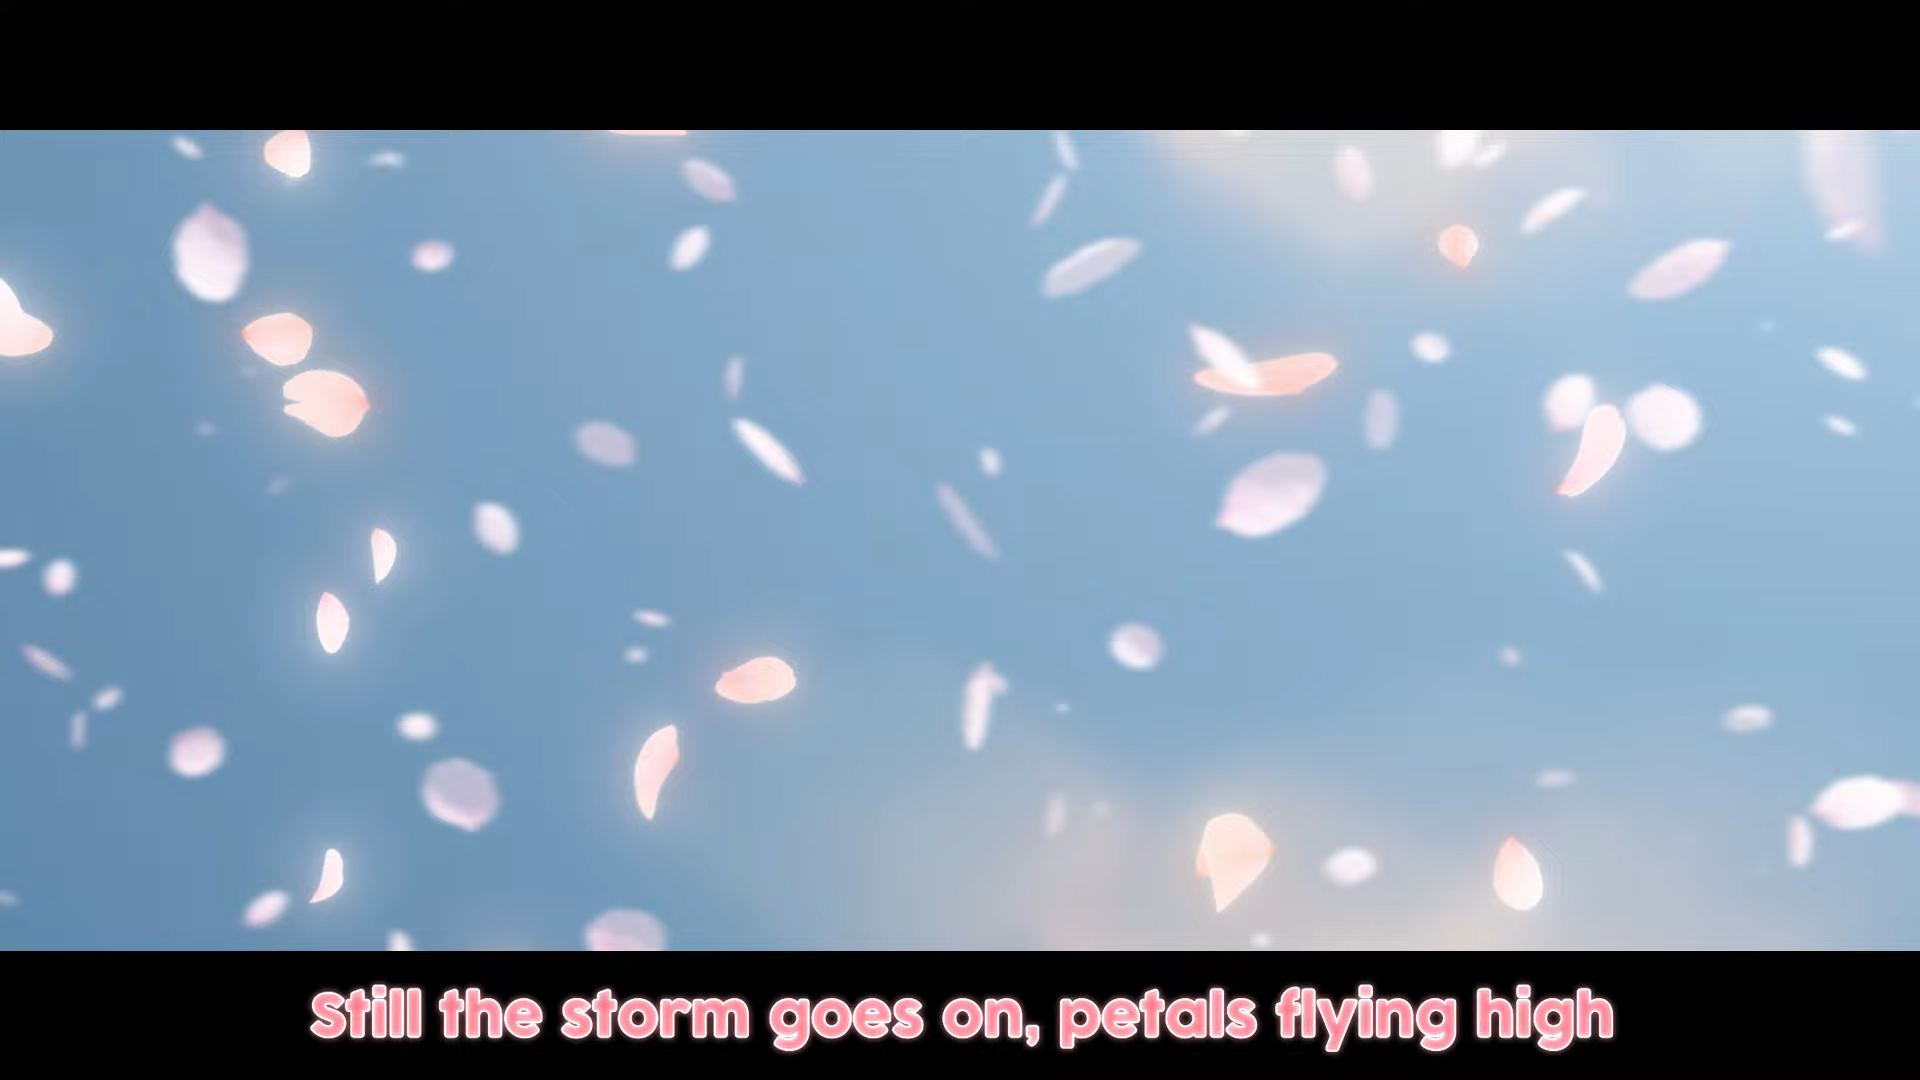 Still the storm goes on, petals flying high